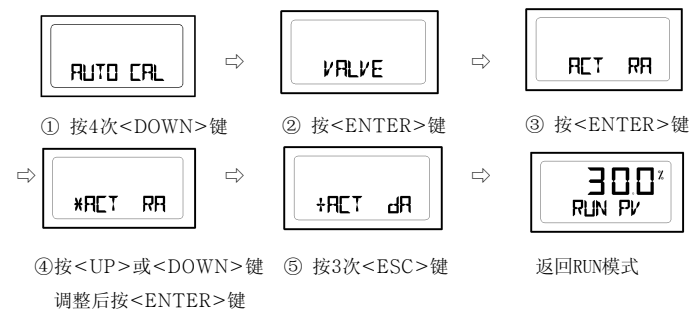 AUTO CAL
⇨
VALVE
⇨
ACT RA
① 按4次<DOWN>键
② 按<ENTER>键
③ 按<ENTER>键
⇨
*ACT RA
⇨
÷ACT dA
⇨
30.0%
RUN PV
④按<UP>或<DOWN>键
调整后按<ENTER>键
⑤ 按3次<ESC>键
返回RUN模式